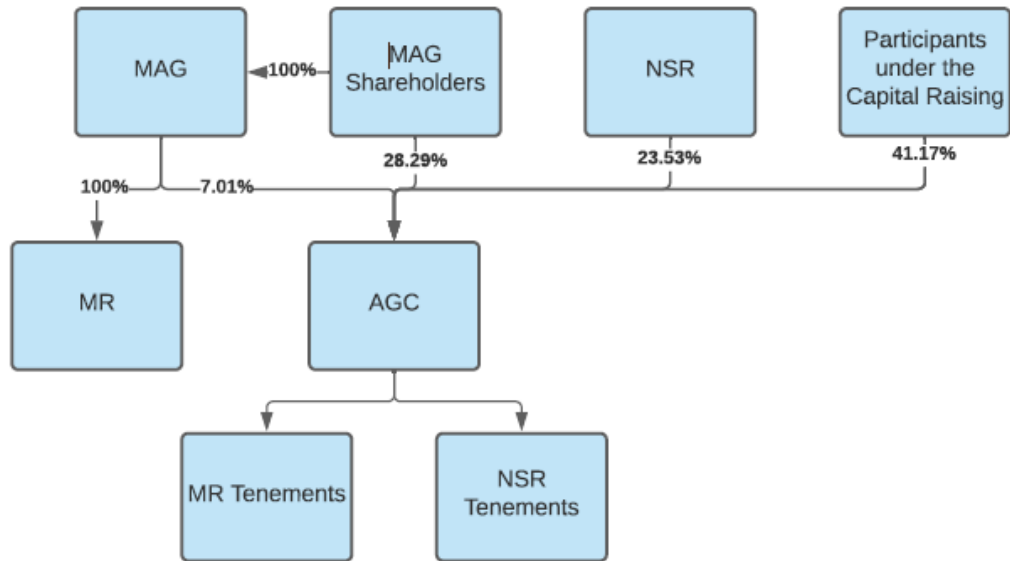 MAG
100%
MAG
Shareholders
NSR
Participants
under the
Capital Raising
28.29%
23.53%
41.17%
100%
7.01%
MR
AGC
MR Tenements
NSR
Tenements